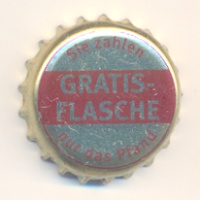 Sie zahlen
GRATIS-
FLASCHE
nur das Pfand